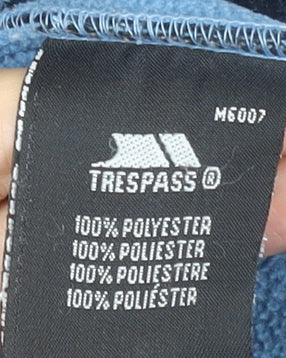 M6007
TRESPASS®
100% POLYESTER
100% POLIESTER
100% POLIESTERE
100% POLIÉSTER